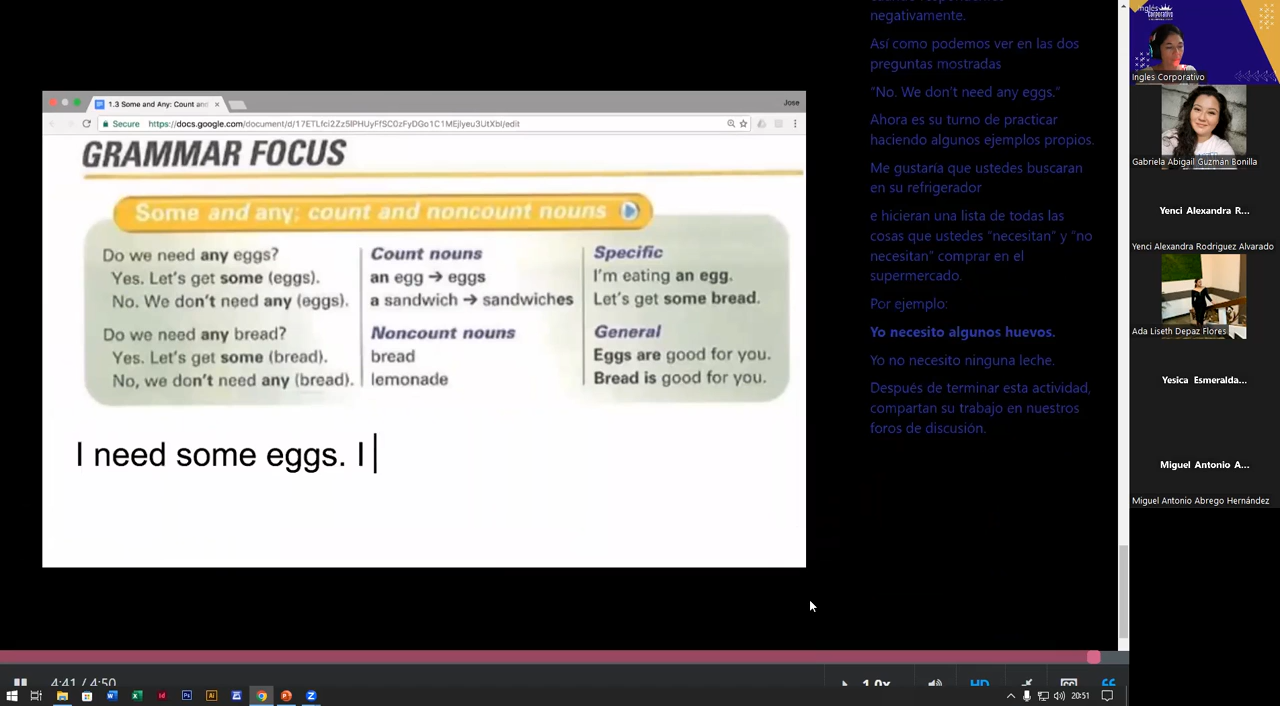 1.3 Some and Any: Count and
Jose
Secure
https://docs.google.com/document/d/17ETLfci2Zz5lPHUyFfSC0zFyDGo1C1MEjlyeu3UtXbl/edit
GRAMMAR FOCUS
Some and any; count and noncount nouns
Do we need any eggs?
Yes. Let's get some (eggs).
No. We don't need any (eggs).
Do we need any bread?
Yes. Let's get some (bread).
No, we don't need any (bread).
Count nouns
an egg → eggs
a sandwich → sandwiches
Noncount nouns
bread
lemonade
Specific
I'm eating an egg.
Let's get some bread.
General
Eggs are good for you.
Bread is good for you.
I need some eggs. I
negativamente.
Así como podemos ver en las dos
preguntas mostradas
“No. We don’t need any eggs.”
Ahora es su turno de practicar
haciendo algunos ejemplos propios.
Me gustaría que ustedes buscaran
en su refrigerador
e hicieran una lista de todas las
cosas que ustedes “necesitan” y “no
necesitan” comprar en el
supermercado.
Por ejemplo:
Yo necesito algunos huevos.
Yo no necesito ninguna leche.
Después de terminar esta actividad,
compartan su trabajo en nuestros
foros de discusión.
Inglés
Corporativo
Ingles Corporativo
Gabriela Abigail Guzmán Bonilla
Yenci Alexandra R...
Yenci Alexandra Rodriguez Alvarado
Ada Liseth Depaz Flores
Yesica Esmeralda...
Miguel Antonio A...
Miguel Antonio Abrego Hernández
4:41 / 4:50
1.0x
HD
20:51